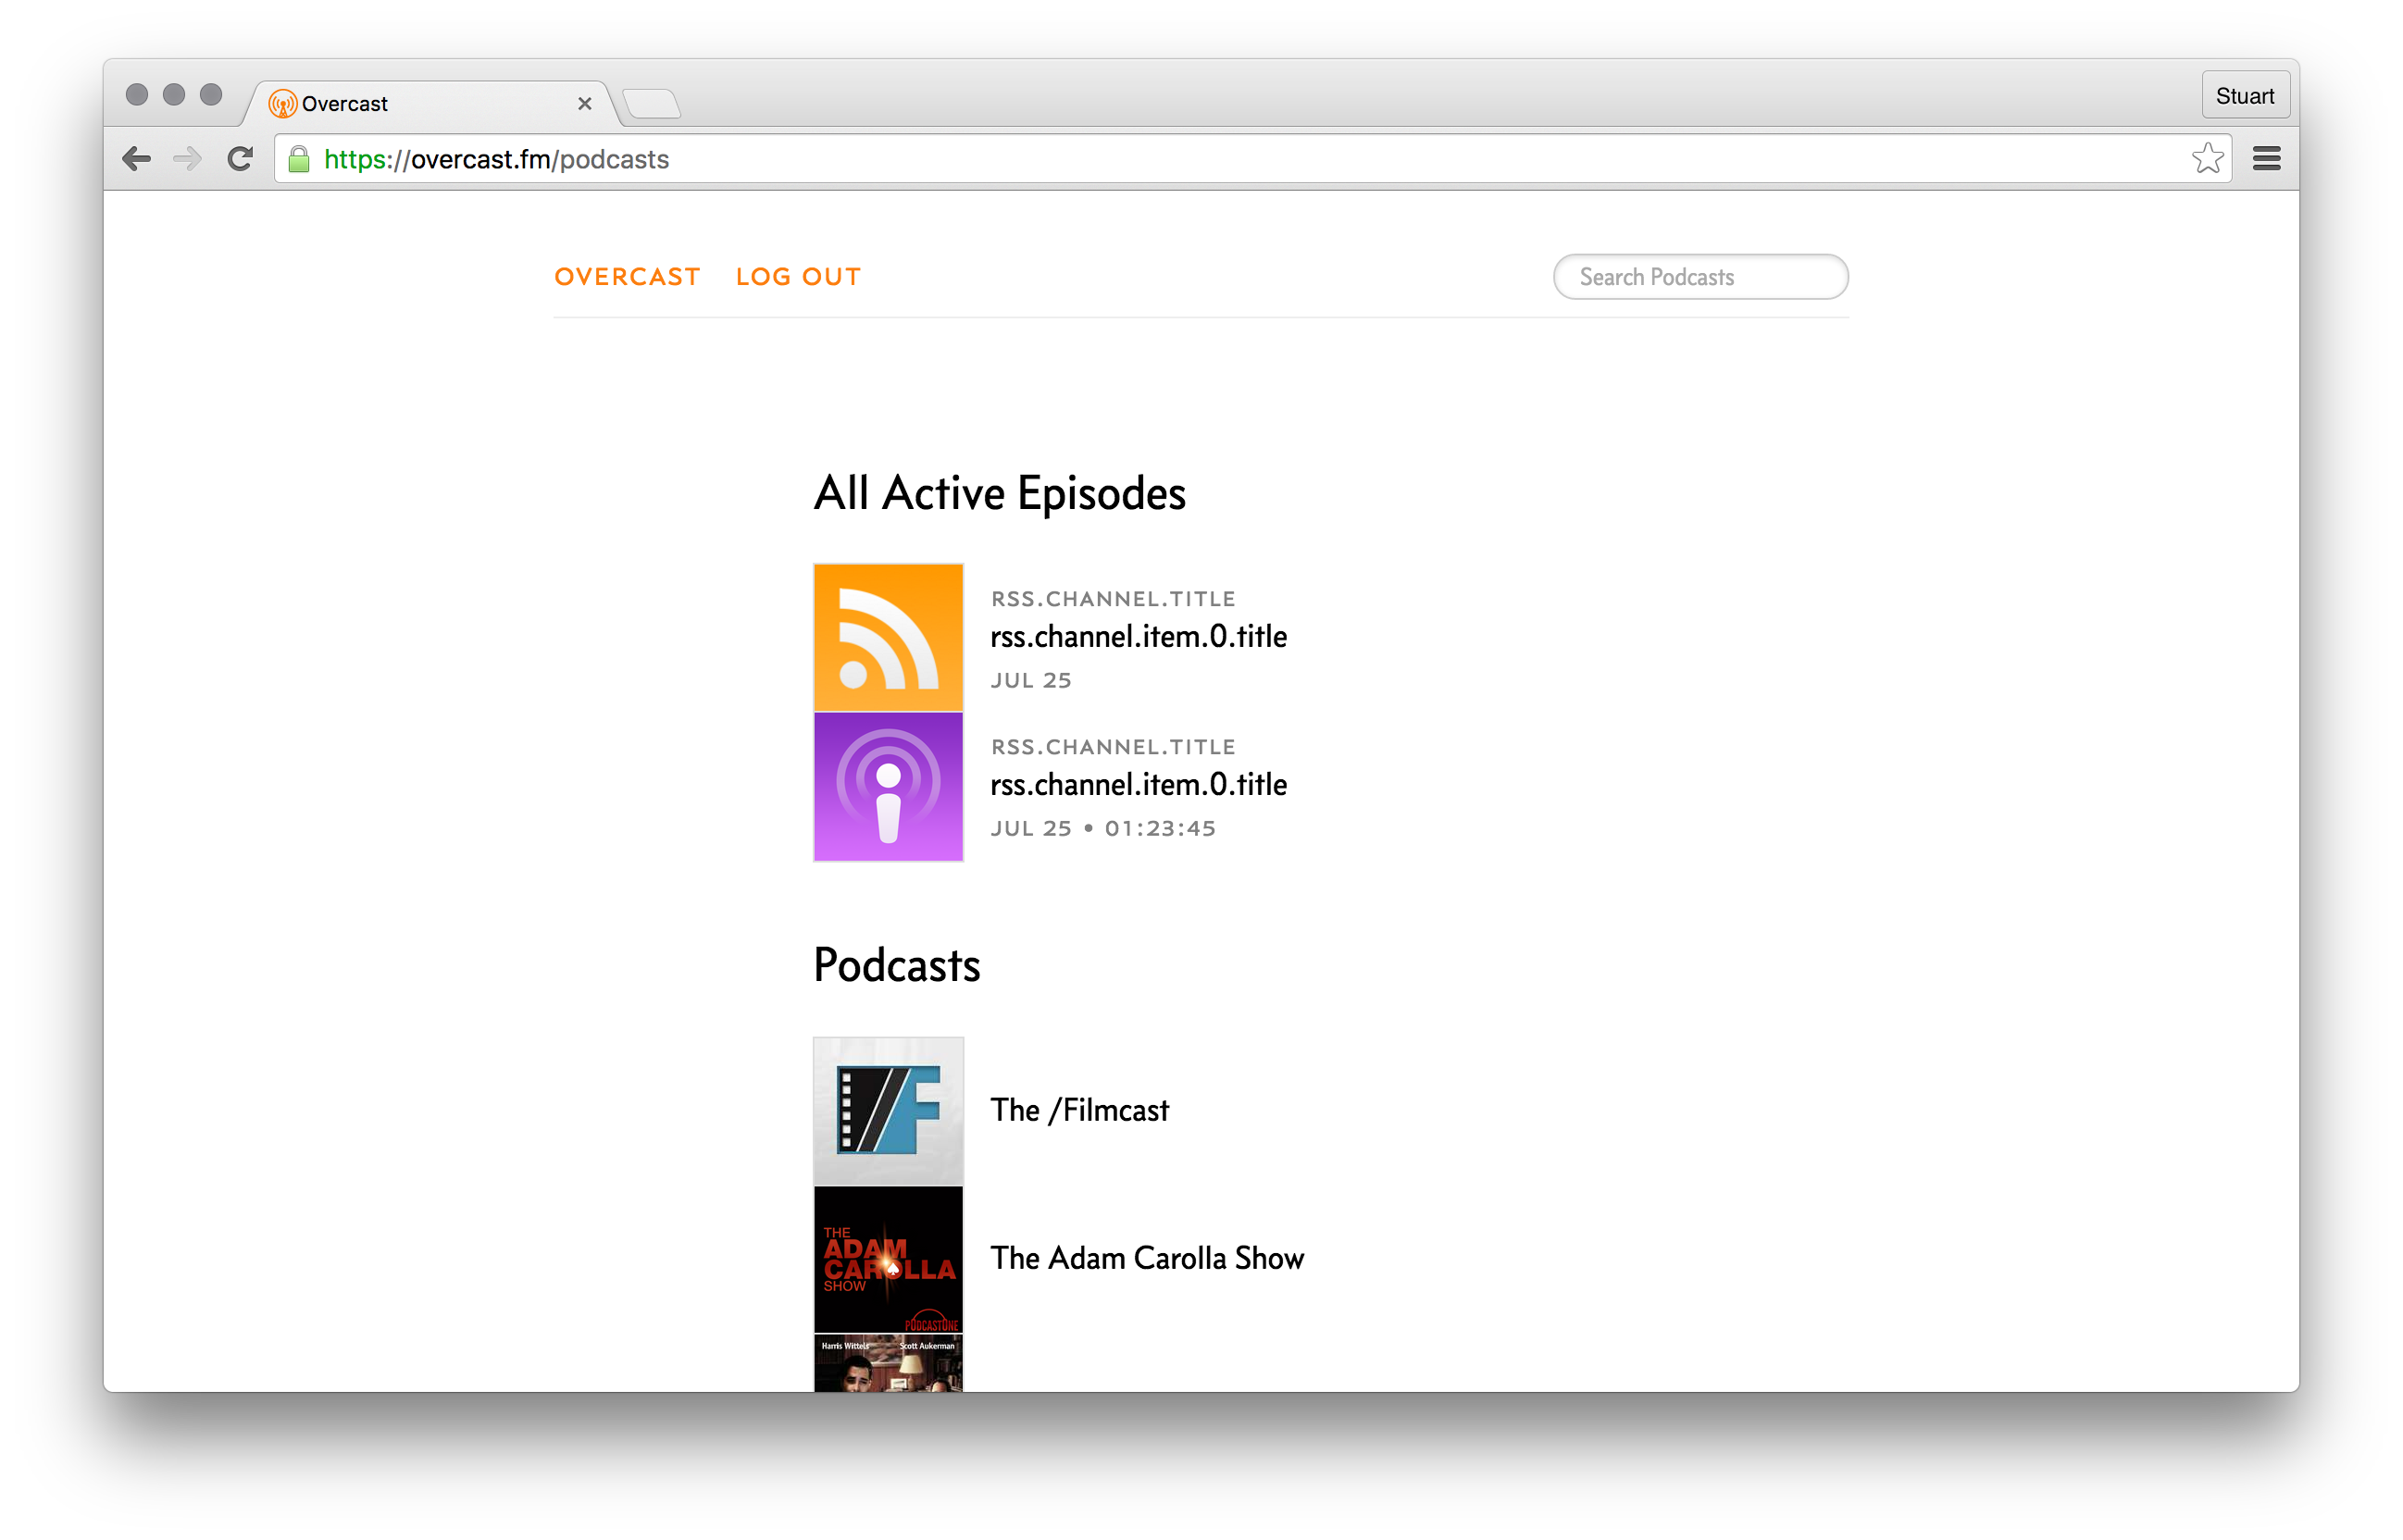 Overcast
Stuart
https://overcast.fm/podcasts
OVERCAST LOG OUT
Search Podcasts
All Active Episodes
RSS.CHANNEL.TITLE
rss.channel.item.0.title
JUL 25
RSS.CHANNEL.TITLE
rss.channel.item.0.title
JUL 25 • 01:23:45
Podcasts
F
The /Filmcast
THE
ADAM
CAROLLA
SHOW
PODCASTONE
The Adam Carolla Show
Harris Wittels Scott Aukerman